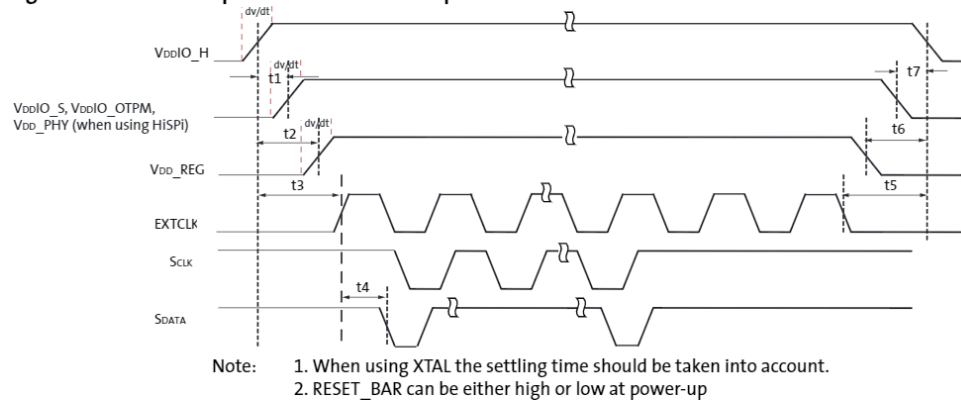 dv/dt
VDDIO_H
dv/dt
t1
t7
VDDIO_S, VDDIO_OTPM,
VDD_PHY (when using HiSPi)
dv/dt
t2
t6
VDD_REG
t3
t5
EXTCLK
SCLK
t4
SDATA
Note: 1. When using XTAL the settling time should be taken into account.
2. RESET_BAR can be either high or low at power-up